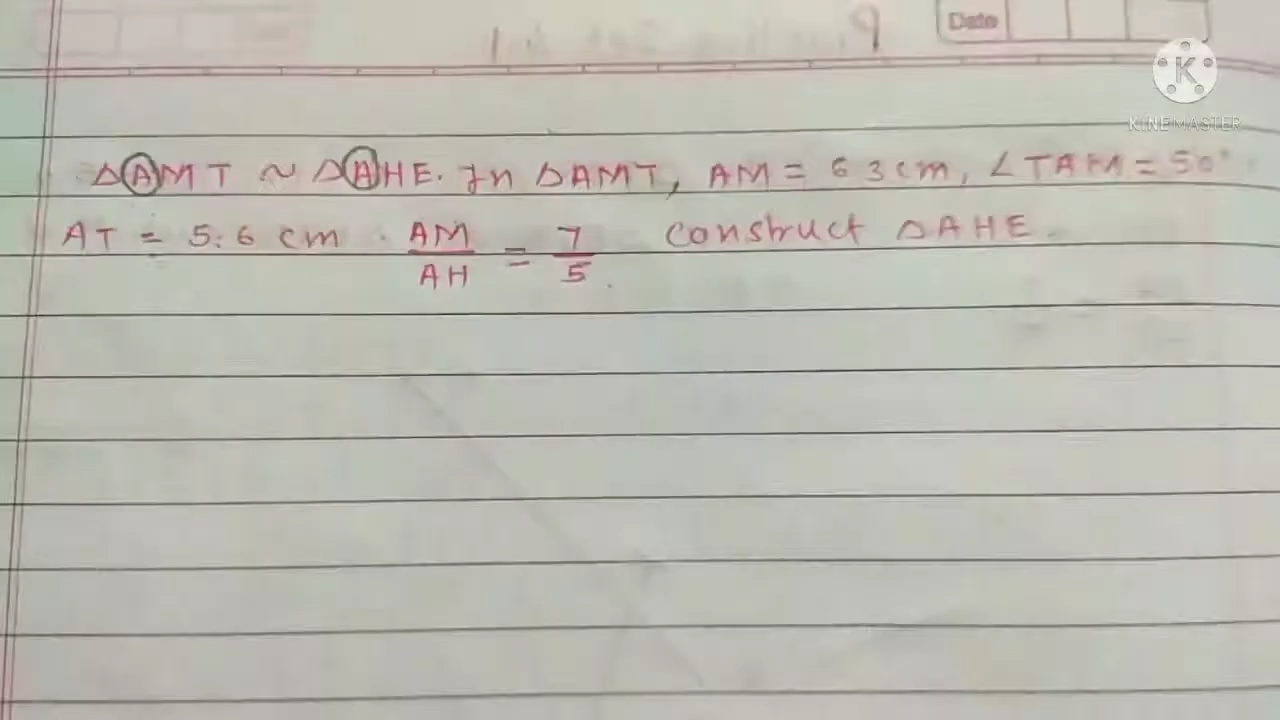 Date
K
KINEMASTER
△AMT ~ △AHE. In △AMT, AM = 6 3 cm, ∠TAM = 50°
AT = 5.6 cm . AM/AH = 7/5 construct △AHE.